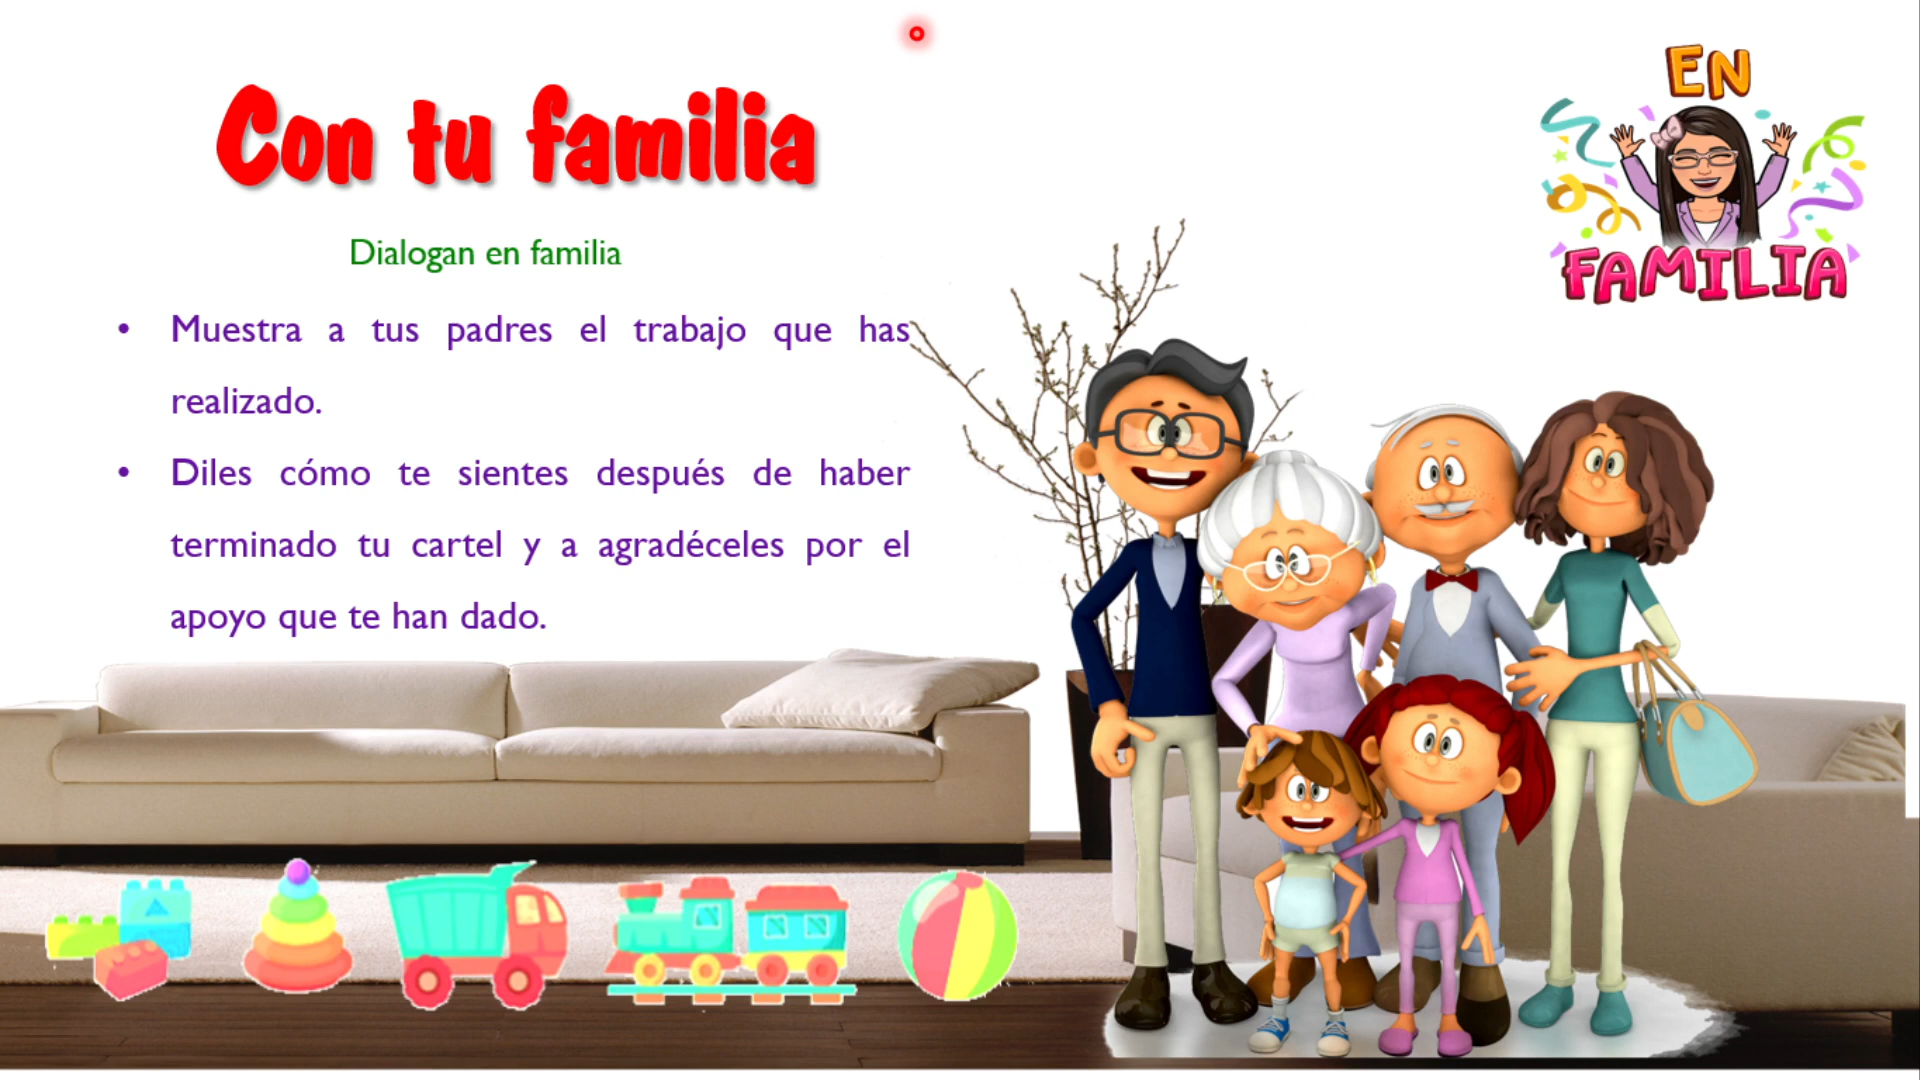 Con tu familia
EN
FAMILIA
Dialogan en familia
• Muestra a tus padres el trabajo que has
realizado.
• Diles cómo te sientes después de haber
terminado tu cartel y a agradéceles por el
apoyo que te han dado.